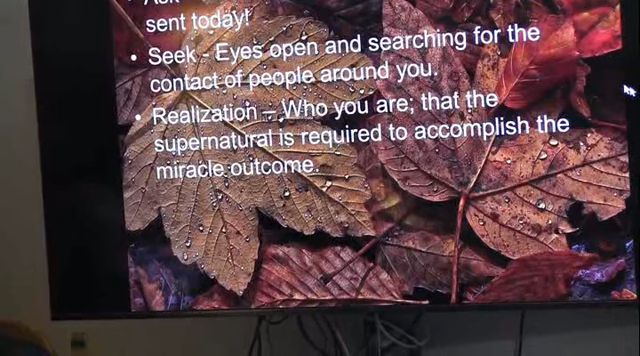 Ask
sent today!
• Seek - Eyes open and searching for the
contact of people around you.
• Realization – Who you are; that the
supernatural is required to accomplish the
miracle outcome.